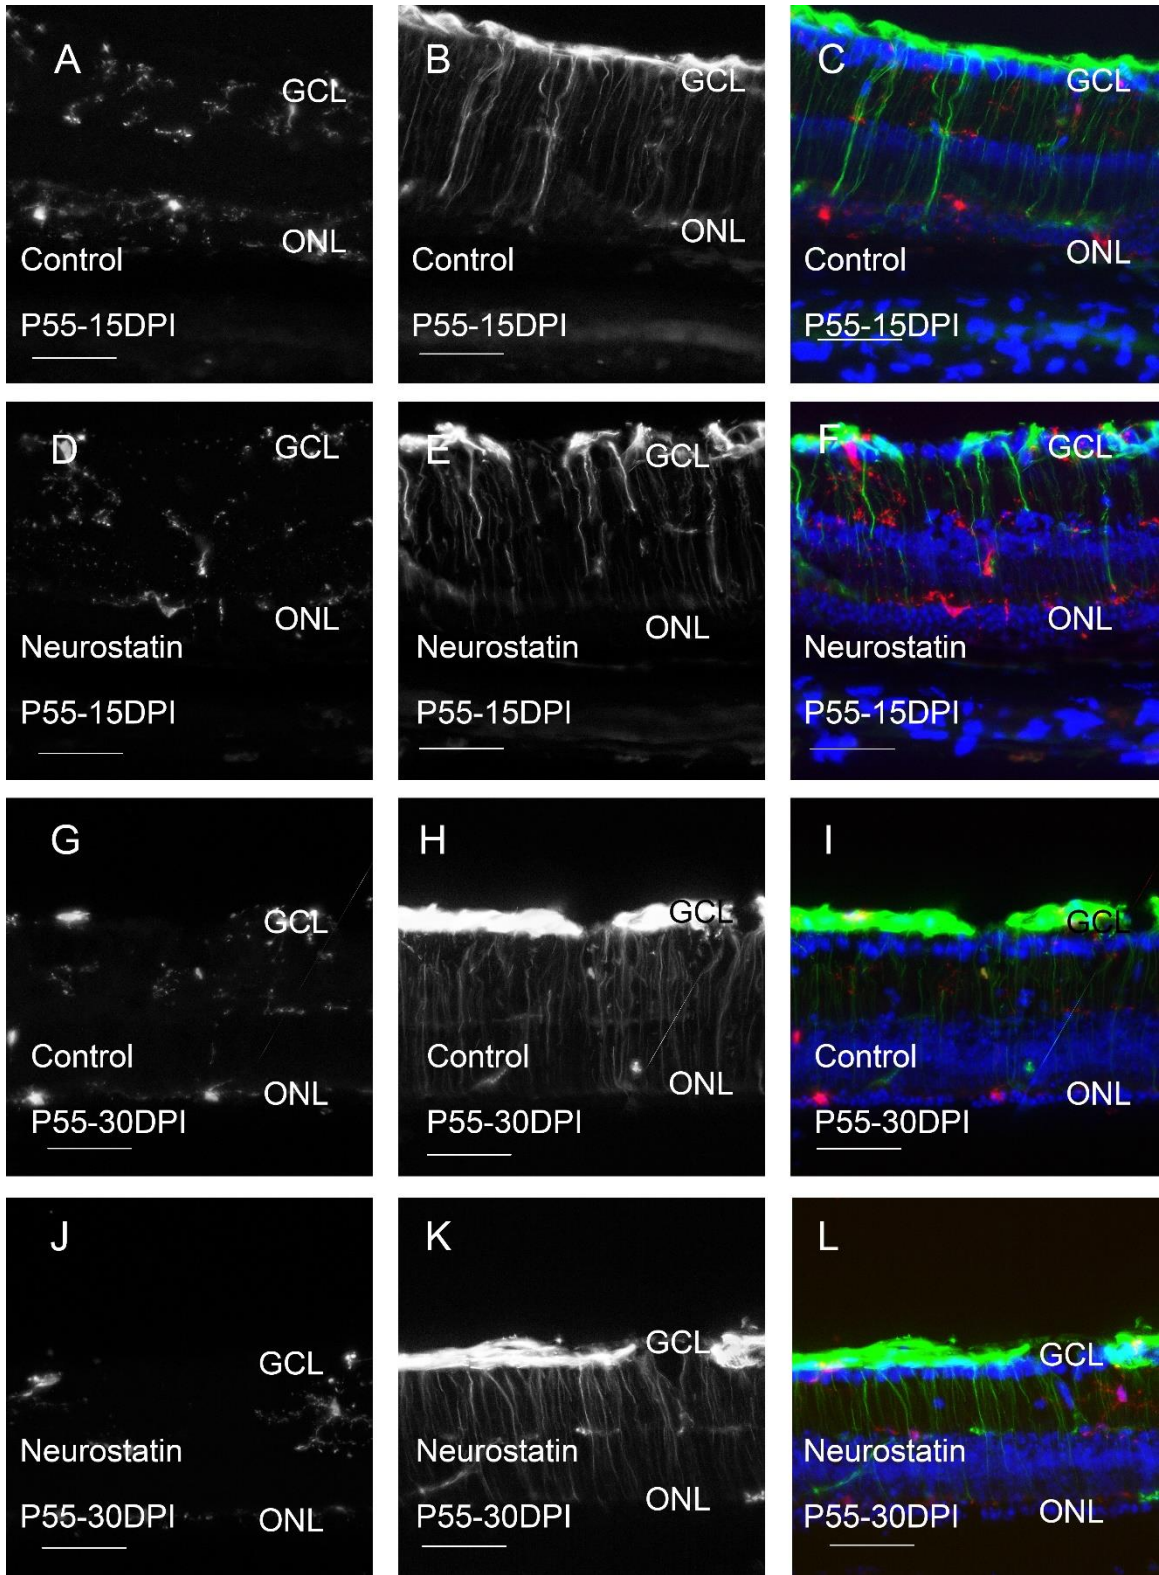 A
GCL
ONL
Control
P55-15DPI
B
GCL
ONL
Control
P55-15DPI
C
GCL
ONL
Control
P55-15DPI
D
GCL
ONL
Neurostatin
P55-15DPI
E
GCL
ONL
Neurostatin
P55-15DPI
F
GCL
ONL
Neurostatin
P55-15DPI
G
GCL
Control
ONL
P55-30DPI
H
GCL
Control
ONL
P55-30DPI
I
GCL
Control
ONL
P55-30DPI
J
GCL
Neurostatin
P55-30DPI
ONL
K
GCL
Neurostatin
ONL
P55-30DPI
L
GCL
Neurostatin
ONL
P55-30DPI